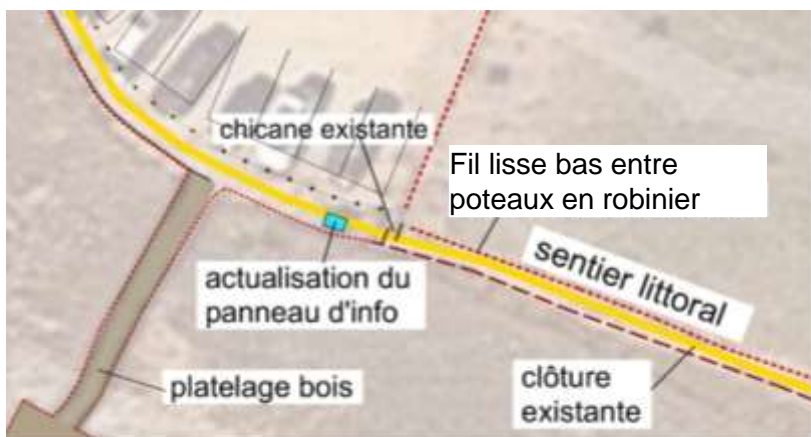 chicane existante
Fil lisse bas entre
poteaux en robinier
sentier littoral
actualisation du
panneau d'info
platelage bois
clôture
existante